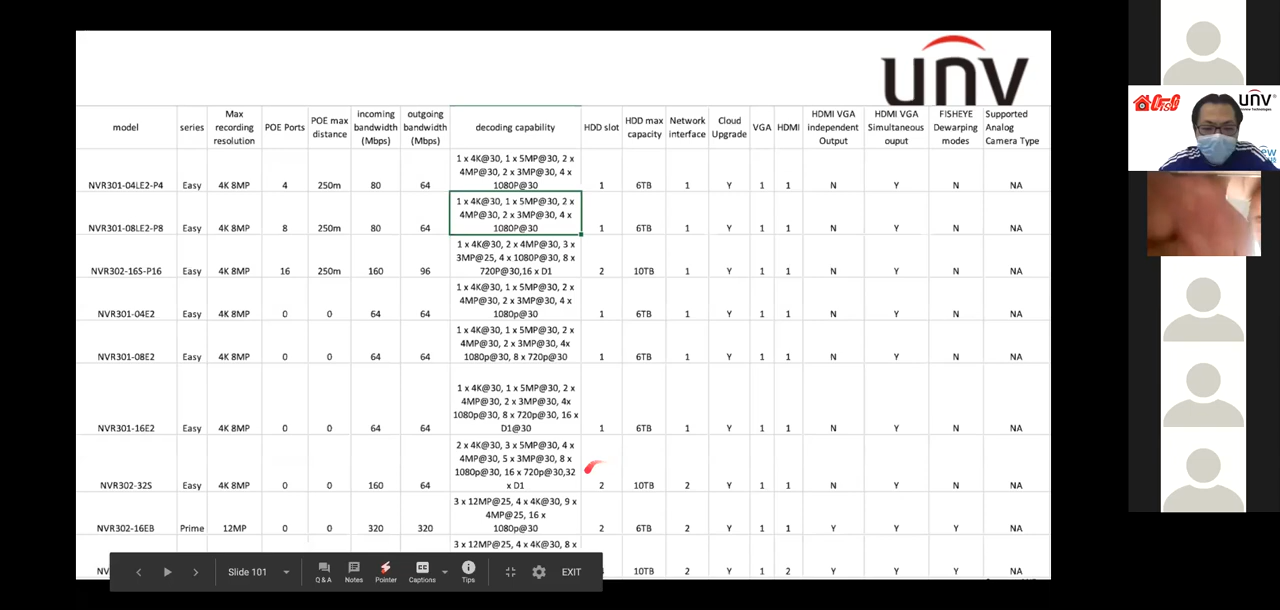 unv
model series Max recording resolution POE Ports POE max distance incoming bandwidth (Mbps) outgoing bandwidth (Mbps) decoding capability HDD slot HDD max capacity Network interface Cloud Upgrade VGA HDMI HDMI VGA independent Output HDMI VGA Simultaneous ouput FISHEYE Dewarping modes Supported Analog Camera Type
NVR301-04LE2-P4 Easy 4K 8MP 4 250m 80 64 1 x 4K@30, 1 x 5MP@30, 2 x 4MP@30, 2 x 3MP@30, 4 x 1080P@30 1 6TB 1 Y 1 1 N Y N NA
NVR301-08LE2-P8 Easy 4K 8MP 8 250m 80 64 1 x 4K@30, 1 x 5MP@30, 2 x 4MP@30, 2 x 3MP@30, 4 x 1080P@30 1 6TB 1 Y 1 1 N Y N NA
NVR302-16S-P16 Easy 4K 8MP 16 250m 160 96 1 x 4K@30, 2 x 4MP@30, 3 x 3MP@25, 4 x 1080P@30, 8 x 720P@30,16 x D1 2 10TB 1 Y 1 1 N Y N NA
NVR301-04E2 Easy 4K 8MP 0 0 64 64 1 x 4K@30, 1 x 5MP@30, 2 x 4MP@30, 2 x 3MP@30, 4 x 1080p@30 1 6TB 1 Y 1 1 N Y N NA
NVR301-08E2 Easy 4K 8MP 0 0 64 64 1 x 4K@30, 1 x 5MP@30, 2 x 4MP@30, 2 x 3MP@30, 4x 1080p@30, 8 x 720p@30 1 6TB 1 Y 1 1 N Y N NA
NVR301-16E2 Easy 4K 8MP 0 0 64 64 1 x 4K@30, 1 x 5MP@30, 2 x 4MP@30, 2 x 3MP@30, 4x 1080p@30, 8 x 720p@30, 16 x D1@30 1 6TB 1 Y 1 1 N Y N NA
NVR302-32S Easy 4K 8MP 0 0 160 64 2 x 4K@30, 3 x 5MP@30, 4 x 4MP@30, 5 x 3MP@30, 8 x 1080p@30, 16 x 720p@30,32 x D1 2 10TB 2 Y 1 1 N Y N NA
NVR302-16EB Prime 12MP 0 0 320 320 3 x 12MP@25, 4 x 4K@30, 9 x 4MP@25, 16 x 1080p@30 2 6TB 2 Y 1 1 Y Y Y NA
3 x 12MP@25, 4 x 4K@30, 8 x 10TB 2 Y 1 2 Y Y Y NA
Slide 101 Q & A Notes Pointer Captions Tips EXIT
unv